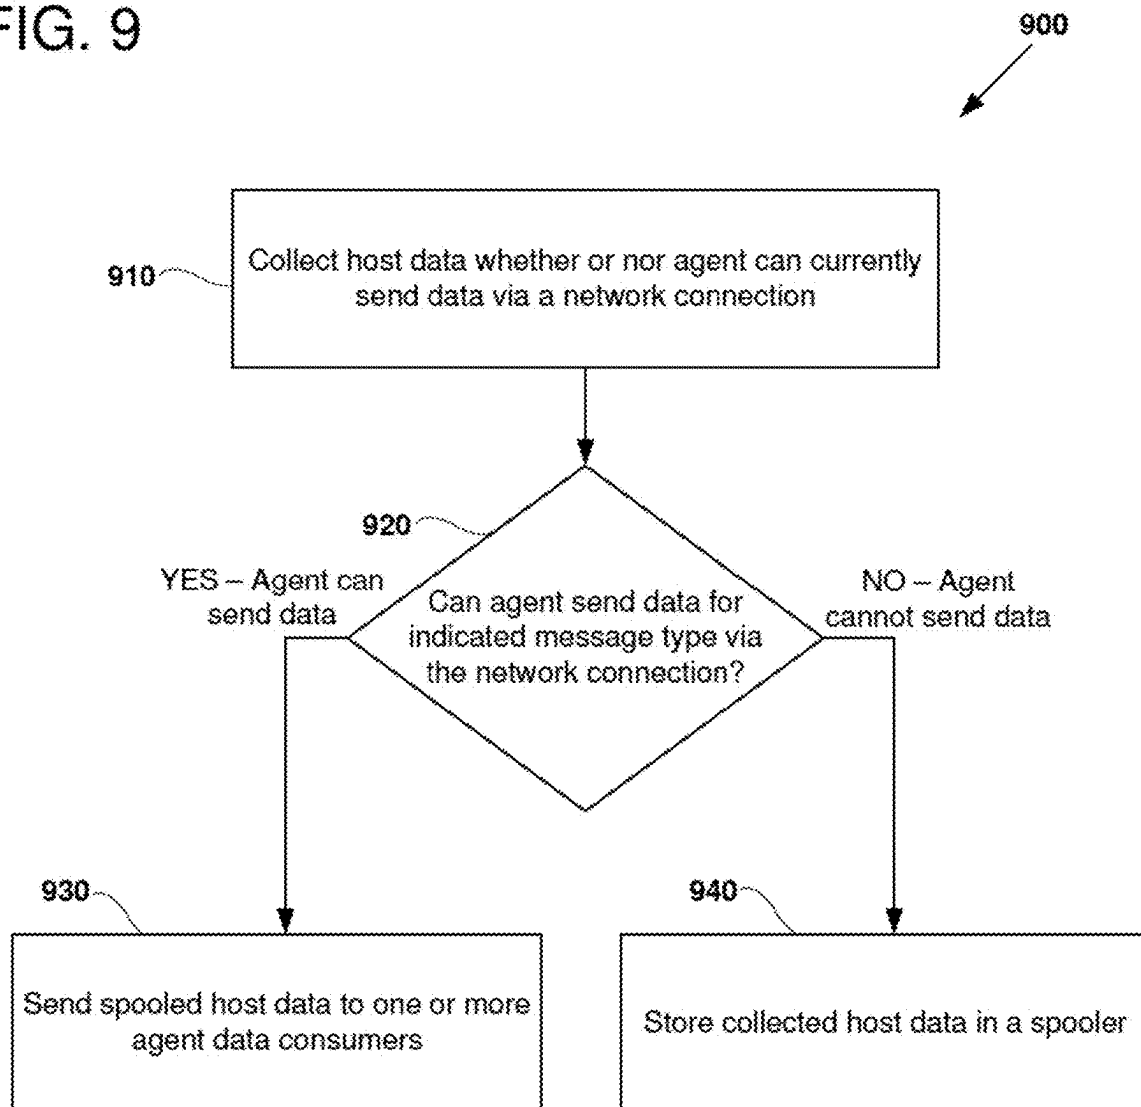 FIG. 9
900
910
Collect host data whether or nor agent can currently
send data via a network connection
920
YES – Agent can
send data
Can agent send data for
indicated message type via
the network connection?
NO – Agent
cannot send data
930
Send spooled host data to one or more
agent data consumers
940
Store collected host data in a spooler